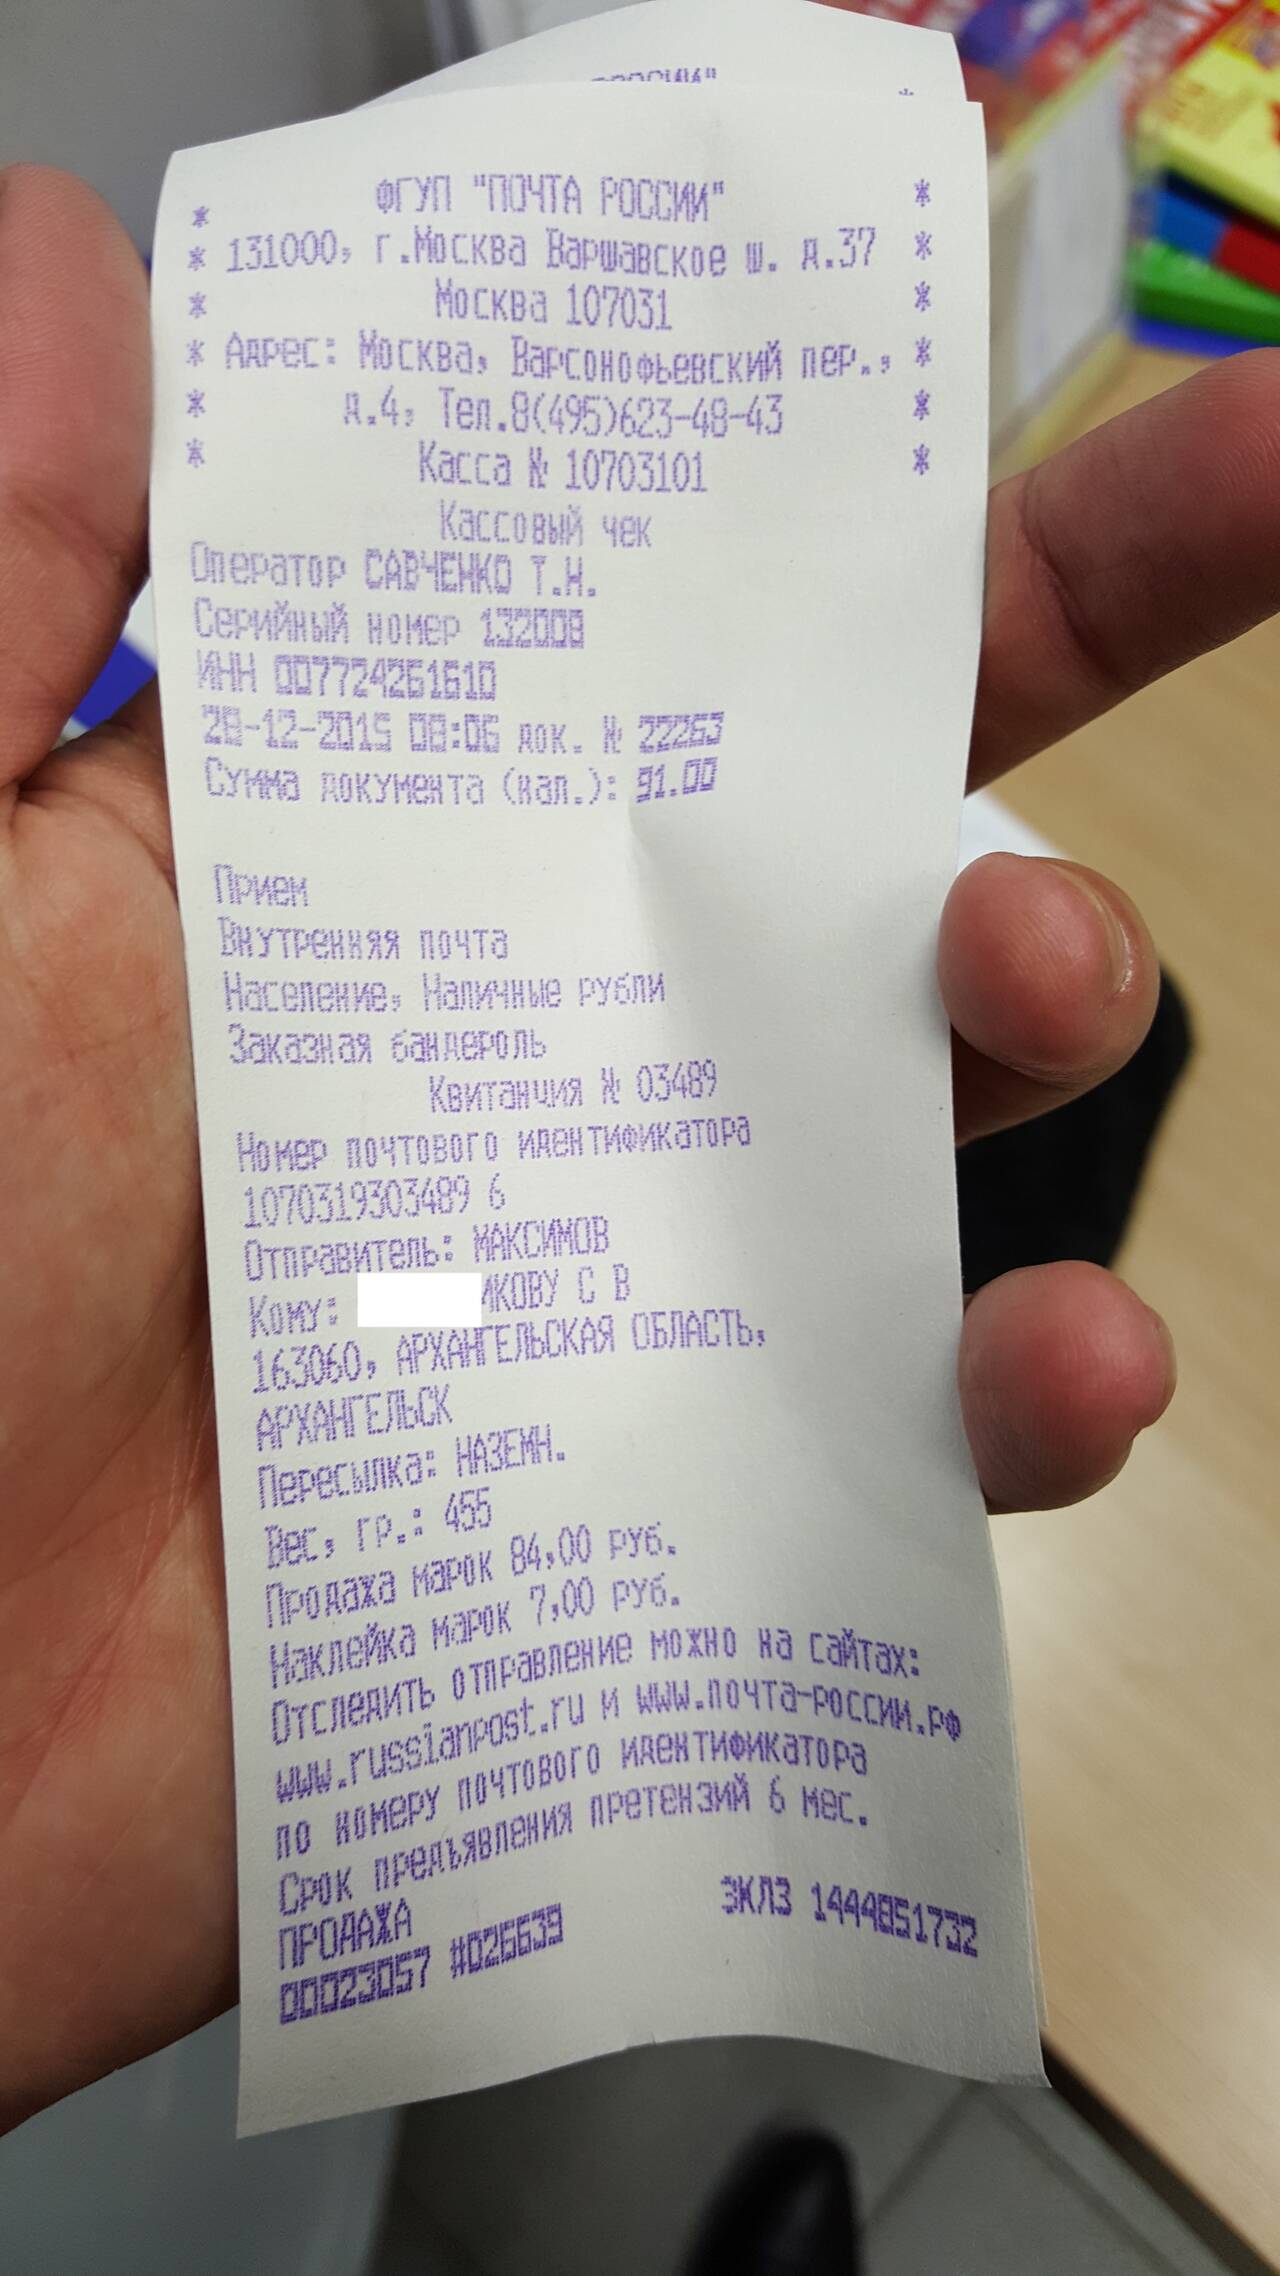 * ФГУП "ПОЧТА РОССИИ" *
* 131000, г.Москва Варшавское ш. д.37 *
* Москва 107031 *
* Адрес: Москва, Варсонофьевский пер., *
* д.4, Тел.8(495)623-48-43 *
* Касса № 10703101 *
Кассовый чек
Оператор САВЧЕНКО Т.Н.
Серийный номер 132008
ИНН 007724261610
28-12-2015 08:06 док. № 22263
Сумма документа (нал.): 91.00
Прием
Внутренняя почта
Население, Наличные рубли
Заказная бандероль
Квитанция № 03489
Номер почтового идентификатора
1070319303489 6
Отправитель: МАКСИМОВ
Кому: ИКОВУ С В
163060, АРХАНГЕЛЬСКАЯ ОБЛАСТЬ,
АРХАНГЕЛЬСК
Пересылка: НАЗЕМН.
Вес, гр.: 455
Продажа марок 84,00 руб.
Наклейка марок 7,00 руб.
Отследить отправление можно на сайтах:
www.russianpost.ru и www.почта-россии.рф
по номеру почтового идентификатора
Срок предъявления претензий 6 мес.
ПРОДАЖА ЭКЛЗ 1444851732
00023057 #026639